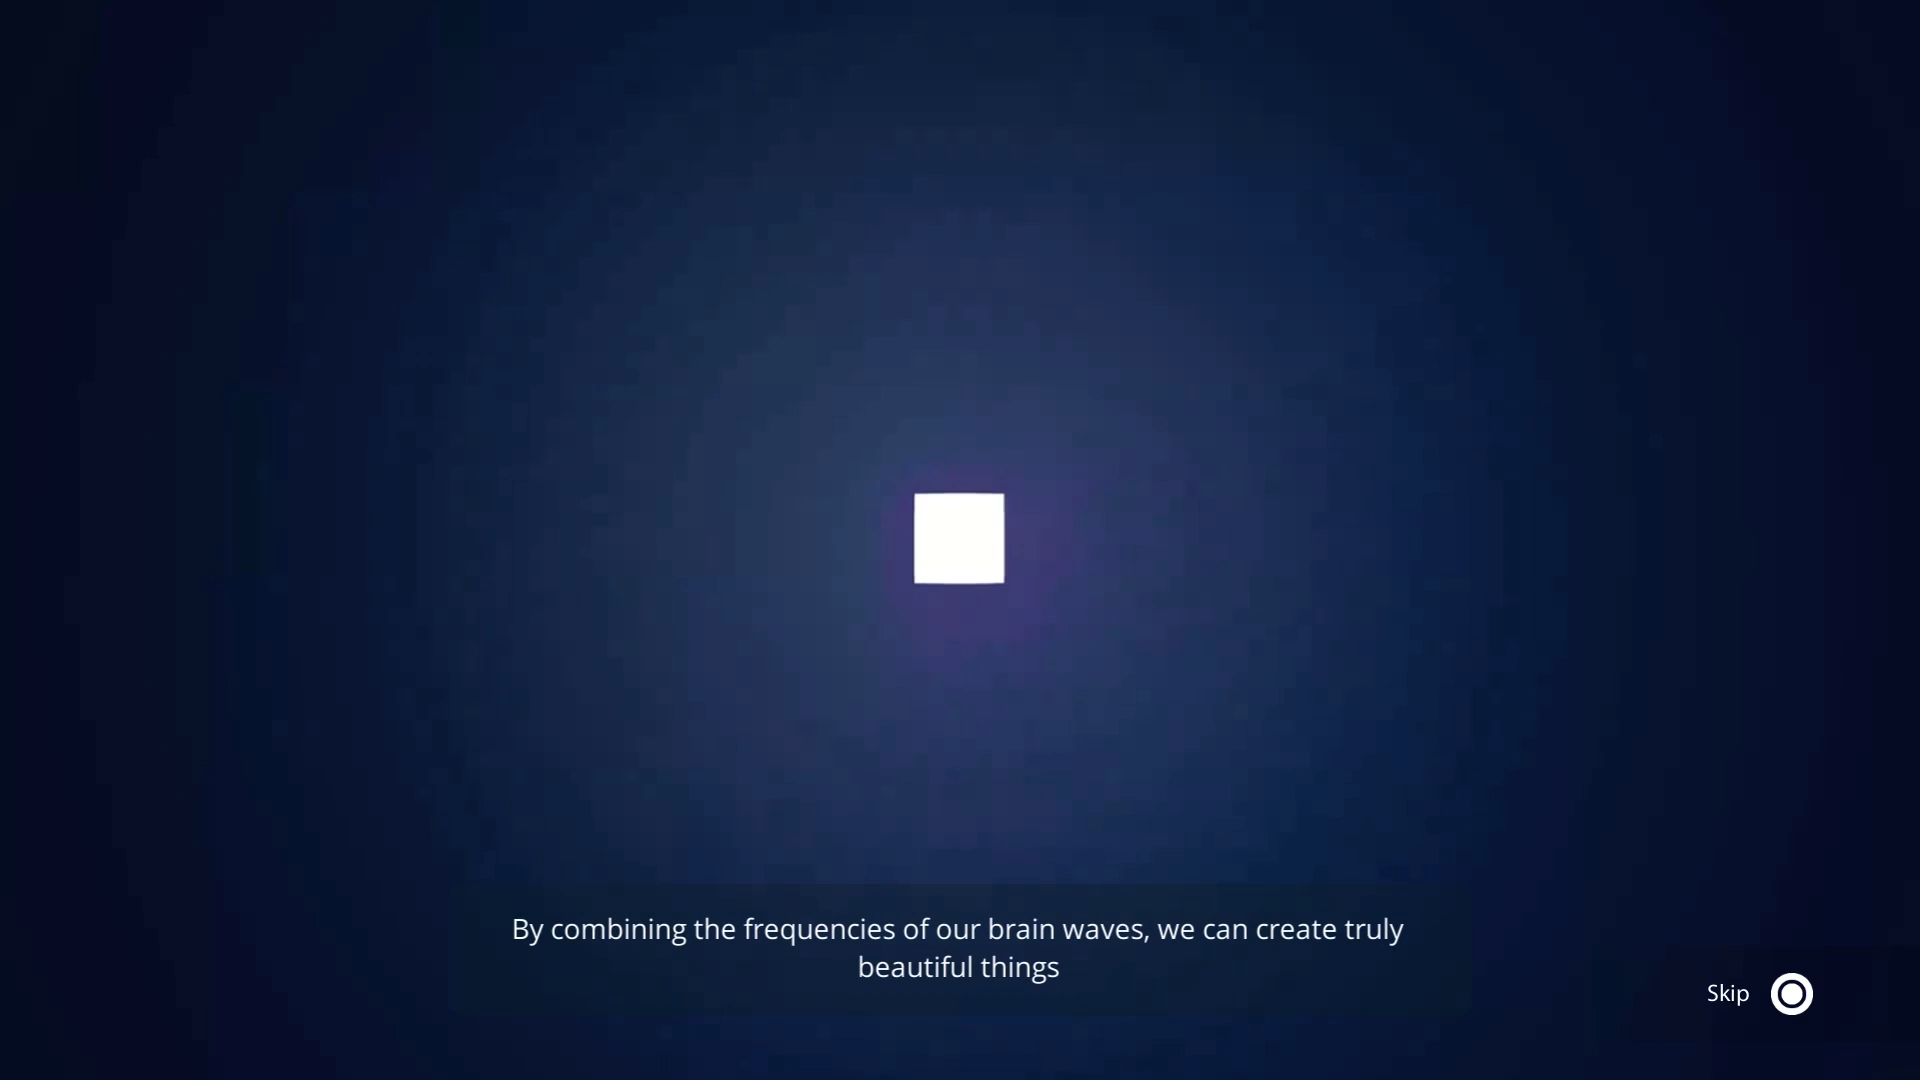 By combining the frequencies of our brain waves, we can create truly
beautiful things
Skip